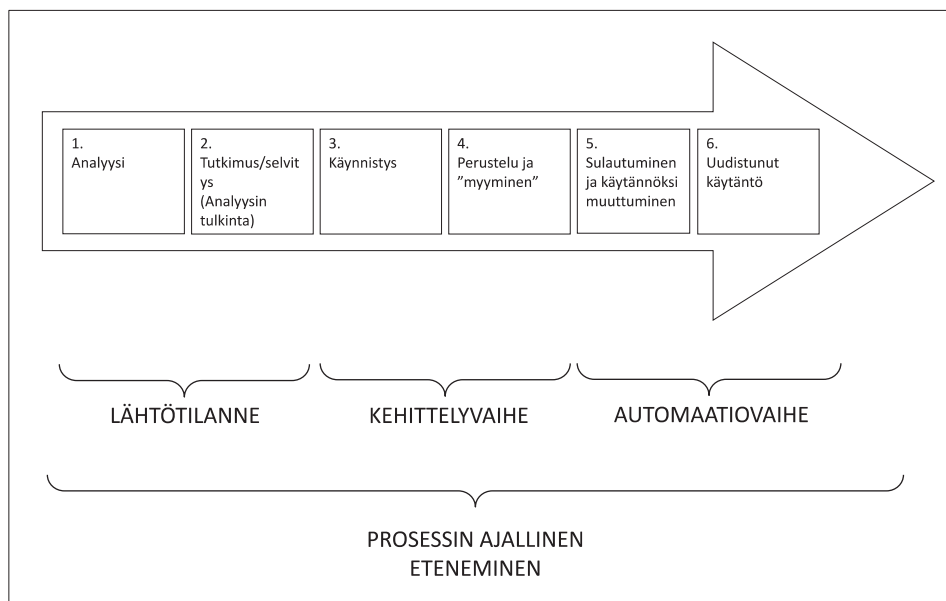 1.
Analyysi
2.
Tutkimus/selvit
ys
(Analyysin
tulkinta)
3.
Käynnistys
4.
Perustelu ja
”myyminen”
5.
Sulautuminen
ja käytännöksi
muuttuminen
6.
Uudistunut
käytäntö
LÄHTÖTILANNE
KEHITTELYVAIHE
AUTOMAATIOVAIHE
PROSESSIN AJALLINEN
ETENEMINEN